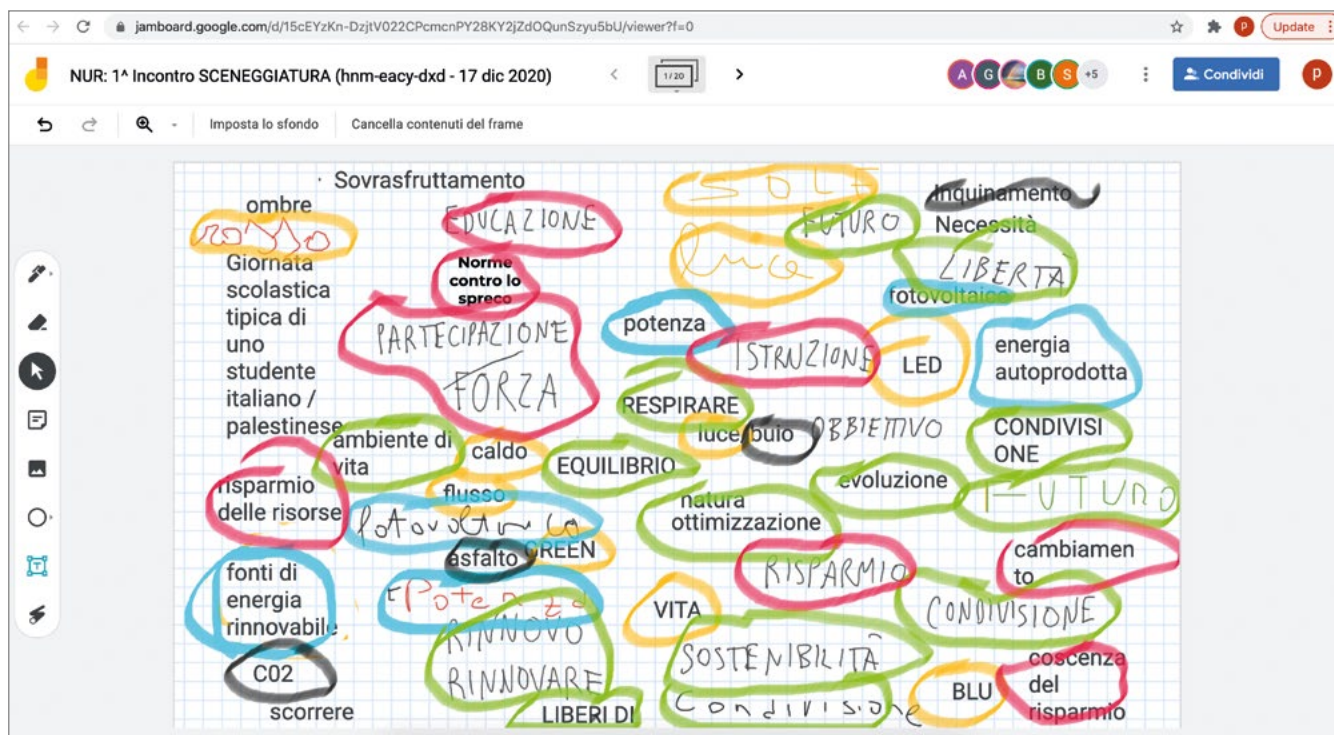 jamboard.google.com/d/15cEYzKn-DzjtV022CPcmcnPY28KY2jZdOQunSzyu5bU/viewer?f=0
P
Update
NUR: 1^ Incontro SCENEGGIATURA (hnm-eacy-dxd - 17 dic 2020)
1/20
A G B S +5
Condividi
P
Imposta lo sfondo
Cancella contenuti del frame
Sovrasfruttamento
ombre
rosso
Giornata
scolastica
tipica di
uno
studente
italiano /
palestinese
EDUCAZIONE
Norme
contro lo
spreco
PARTECIPAZIONE
FORZA
SOLE
luce
FUTURO
Inquinamento
Necessità
LIBERTÀ
fotovoltaico
potenza
ISTRUZIONE
LED
energia
autoprodotta
RESPIRARE
luce/buio
OBBIETTIVO
CONDIVISI
ONE
ambiente di
vita
caldo
EQUILIBRIO
evoluzione
FUTURO
risparmio
delle risorse
flusso
natura
ottimizzazione
asfalto
GREEN
RISPARMIO
cambiamen
to
fonti di
energia
rinnovabile
Potenza
VITA
CONDIVISIONE
RINNOVO
RINNOVARE
SOSTENIBILITÀ
coscenza
del
risparmio
C02
scorrere
LIBERI DI
Condivisione
BLU